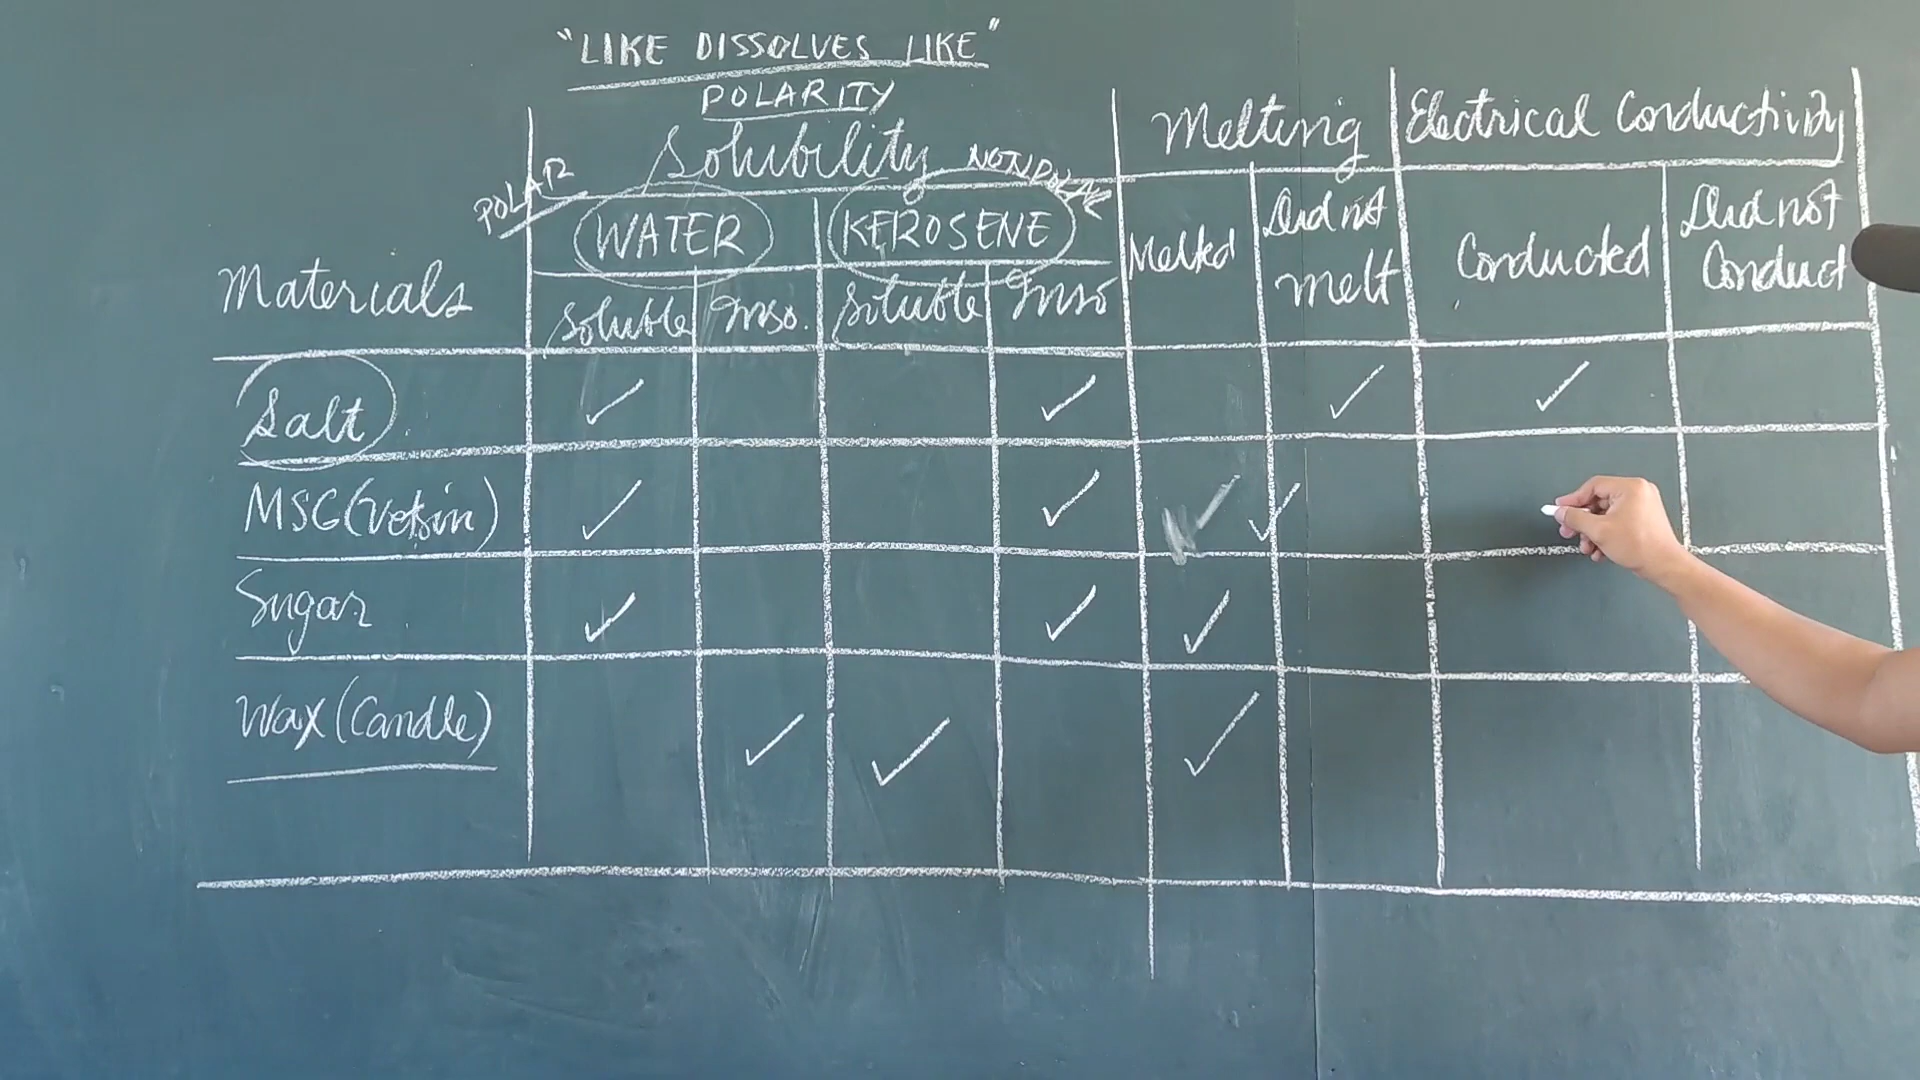 "LIKE DISSOLVES LIKE"
POLARITY
Solubility
Melting
Electrical Conductivity
POLAR
NONPOLAR
WATER
KEROSENE
Materials
Soluble
Inso.
Soluble
Inso
Melted
Did not
melt
Conducted
Did not
Conduct
Salt ✓ ✓ ✓ ✓
MSG (Vetsin) ✓ ✓ ✓
Sugar ✓ ✓ ✓
Wax (Candle) ✓ ✓ ✓